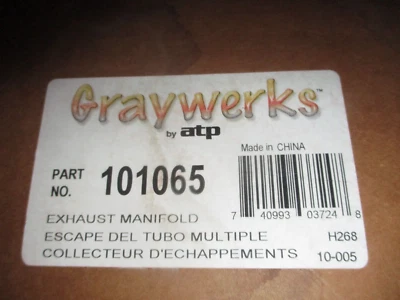 Graywerks™
by atp
Made in CHINA
PART NO. 101065
7 40993 03724 8
EXHAUST MANIFOLD
ESCAPE DEL TUBO MULTIPLE H268
COLLECTEUR D'ECHAPPEMENTS 10-005